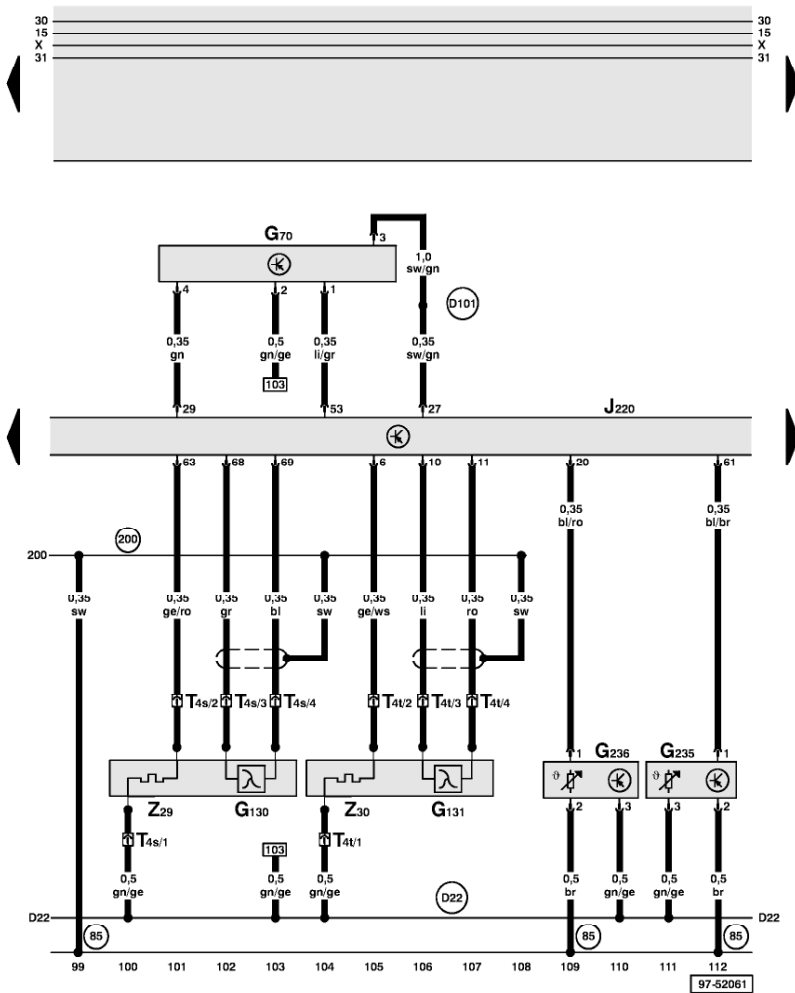 30 30
15 15
X X
31 31
G70
3
4 2 1
1,0
sw/gn
D101
0,35 0,5 0,35 0,35
gn gn/ge li/gr sw/gn
103
29 53 27
J220
63 68 69 6 10 11 20 61
0,35 0,35
bl/ro bl/br
200
200
0,35 0,35 0,35 0,35 0,35 0,35 0,35 0,35 0,35
sw ge/ro gr bl sw ge/ws li ro sw
T4s/2 T4s/3 T4s/4 T4t/2 T4t/3 T4t/4
1 G236 G235 1
ϑ ϑ
Z29 G130 Z30 G131
2 3 3 2
T4s/1 T4t/1
103
0,5 0,5 0,5 0,5 0,5 0,5 0,5
gn/ge gn/ge gn/ge br gn/ge gn/ge br
D22
D22 D22
85 85 85
99 100 101 102 103 104 105 106 107 108 109 110 111 112
97-52061